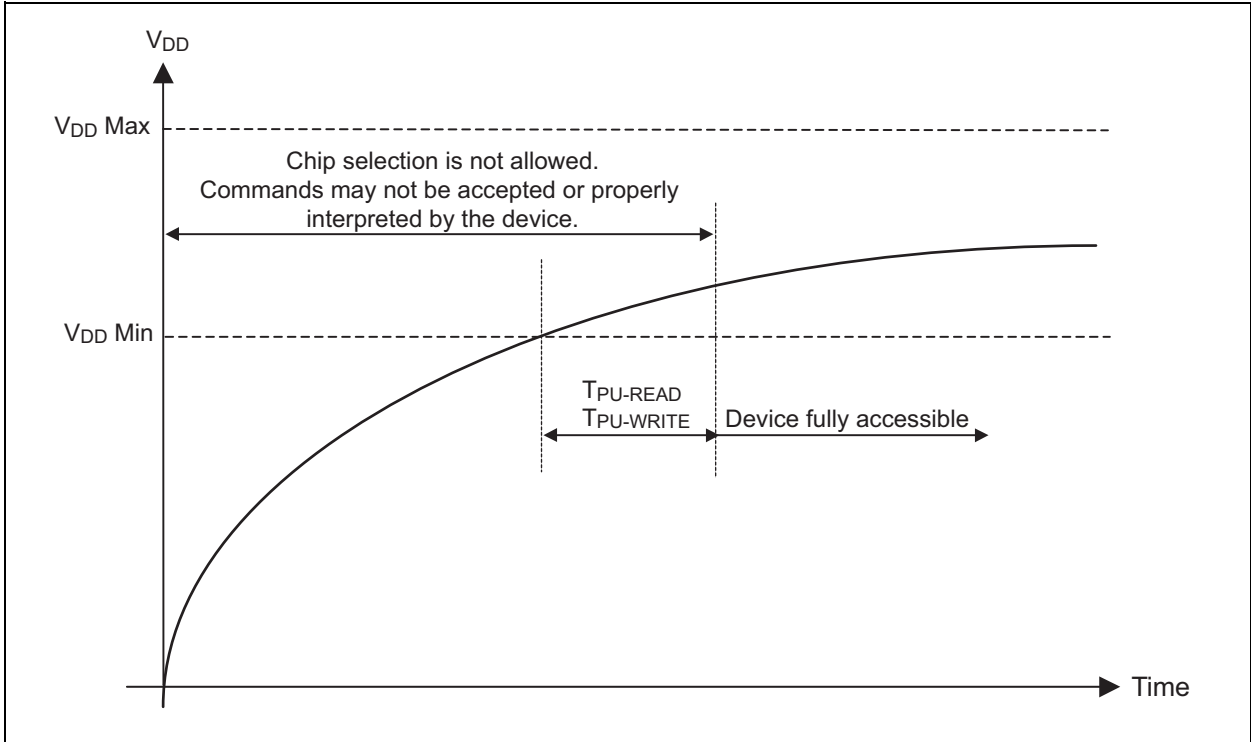 VDD
VDD Max
Chip selection is not allowed.
Commands may not be accepted or properly
interpreted by the device.
VDD Min
TPU-READ
TPU-WRITE
Device fully accessible
Time